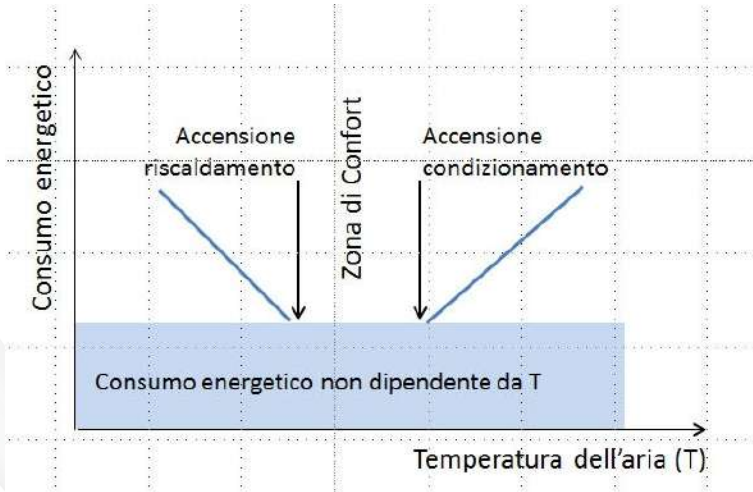 Consumo energetico
Accensione
riscaldamento
Zona di Confort
Accensione
condizionamento
Consumo energetico non dipendente da T
Temperatura dell'aria (T)